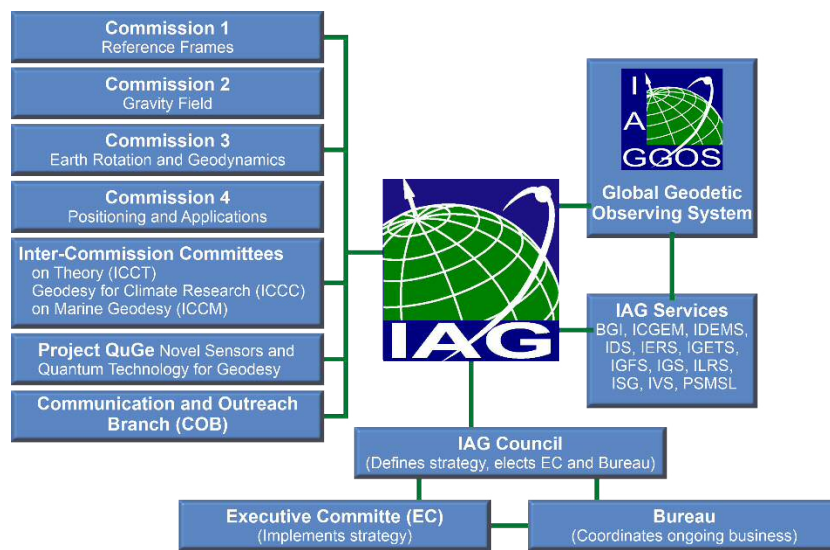 Commission 1
Reference Frames
Commission 2
Gravity Field
Commission 3
Earth Rotation and Geodynamics
Commission 4
Positioning and Applications
Inter-Commission Committees
on Theory (ICCT)
Geodesy for Climate Research (ICCC)
on Marine Geodesy (ICCM)
Project QuGe Novel Sensors and
Quantum Technology for Geodesy
Communication and Outreach
Branch (COB)
IAG
I
A
GGOS
Global Geodetic
Observing System
IAG Services
BGI, ICGEM, IDEMS,
IDS, IERS, IGETS,
IGFS, IGS, ILRS,
ISG, IVS, PSMSL
IAG Council
(Defines strategy, elects EC and Bureau)
Executive Committe (EC)
(Implements strategy)
Bureau
(Coordinates ongoing business)